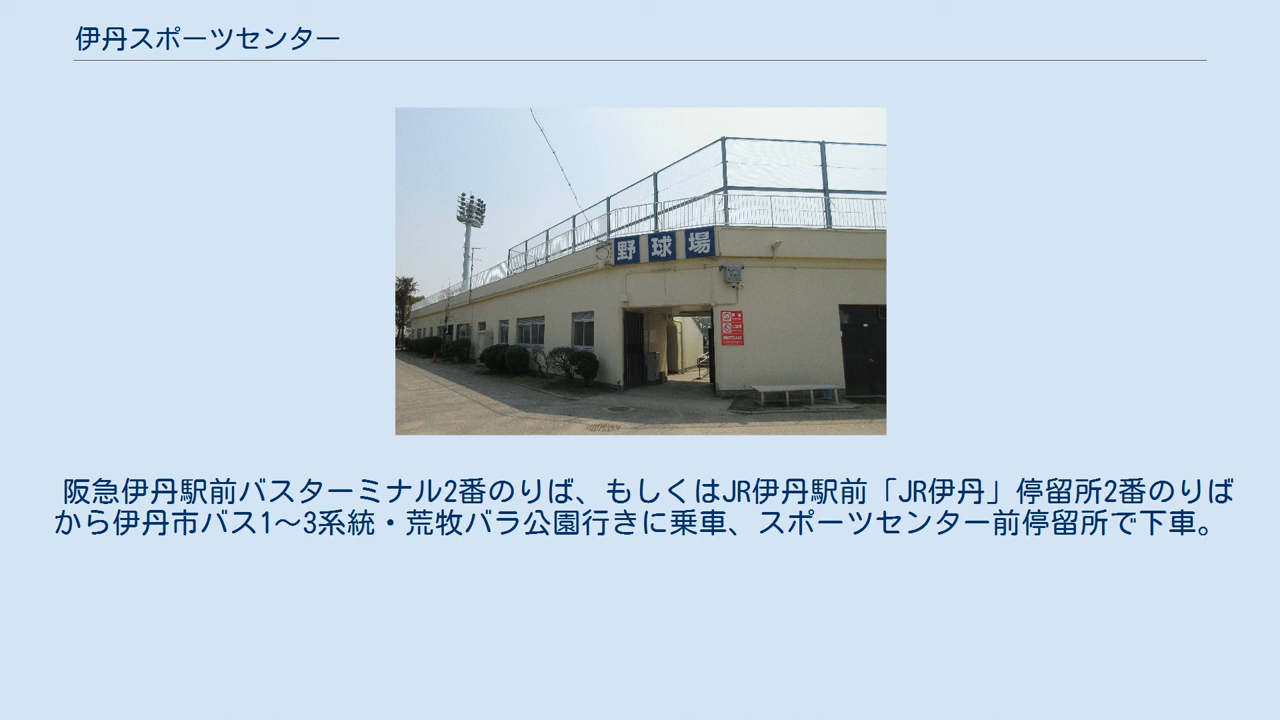 伊丹スポーツセンター
野球場
阪急伊丹駅前バスターミナル2番のりば、もしくはJR伊丹駅前「JR伊丹」停留所2番のりば
から伊丹市バス1～3系統・荒牧バラ公園行きに乗車、スポーツセンター前停留所で下車。